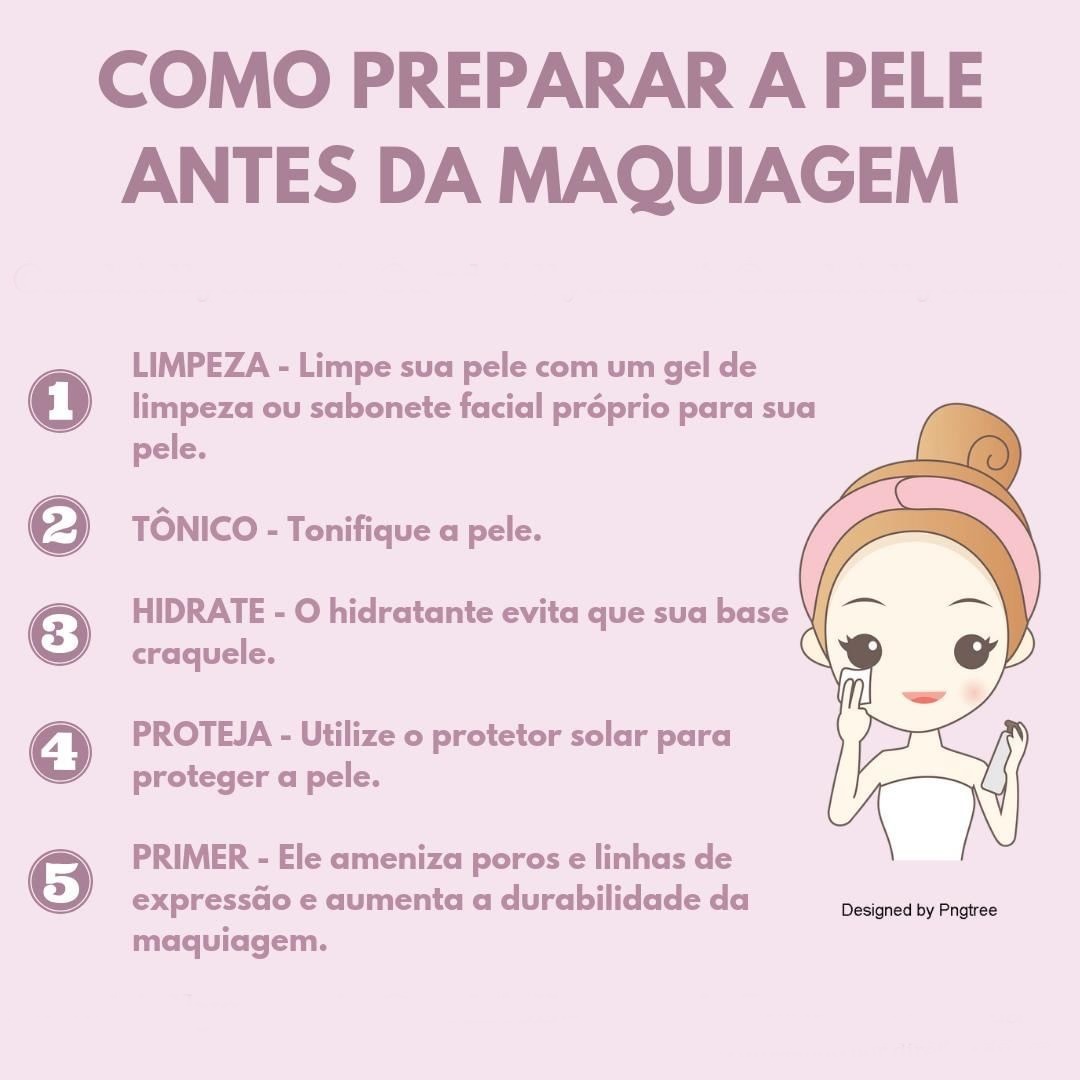 COMO PREPARAR A PELE
ANTES DA MAQUIAGEM
1
LIMPEZA - Limpe sua pele com um gel de
limpeza ou sabonete facial próprio para sua
pele.
2
TÔNICO - Tonifique a pele.
3
HIDRATE - O hidratante evita que sua base
craquele.
4
PROTEJA - Utilize o protetor solar para
proteger a pele.
5
PRIMER - Ele ameniza poros e linhas de
expressão e aumenta a durabilidade da
maquiagem.
Designed by Pngtree